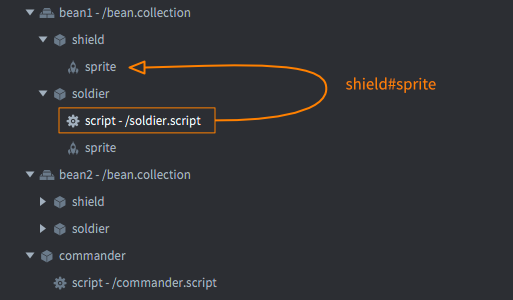 bean1 - /bean.collection
shield
sprite
shield#sprite
soldier
script - /soldier.script
sprite
bean2 - /bean.collection
shield
soldier
commander
script - /commander.script